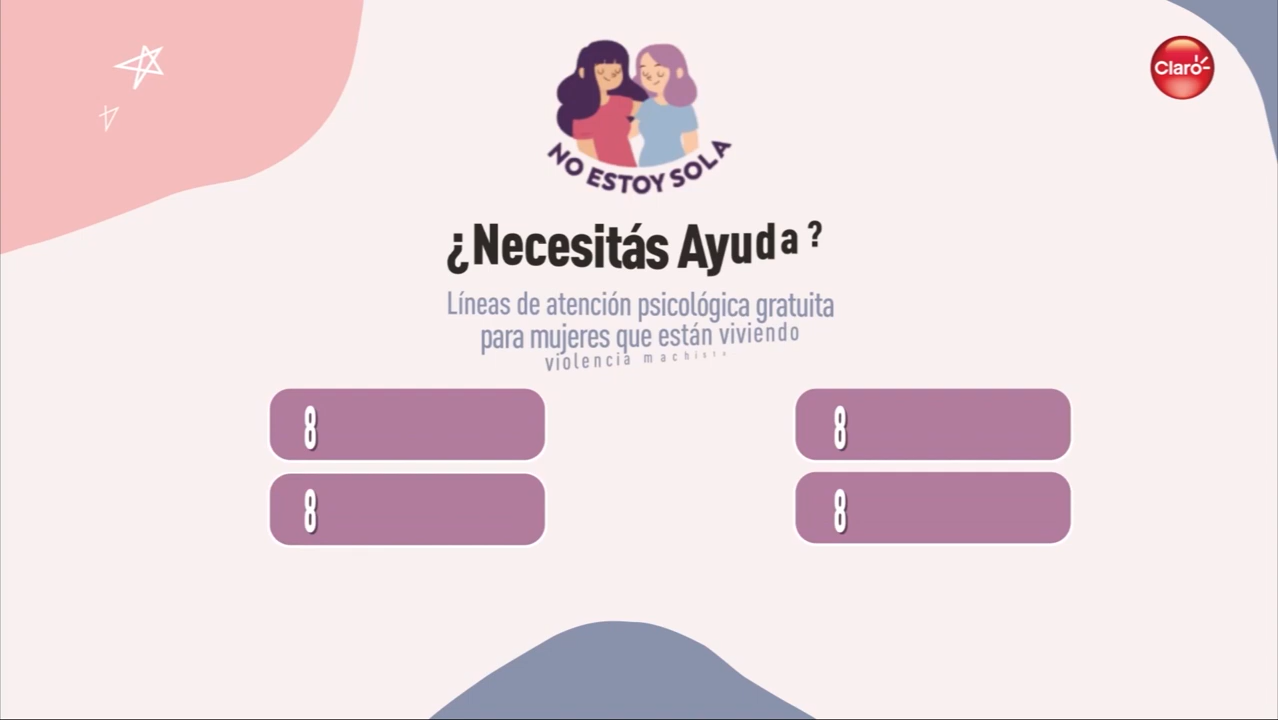 Claro
NO ESTOY SOLA
¿Necesitás Ayuda ?
Líneas de atención psicológica gratuita
para mujeres que están viviendo
violencia machista
8
8
8
8